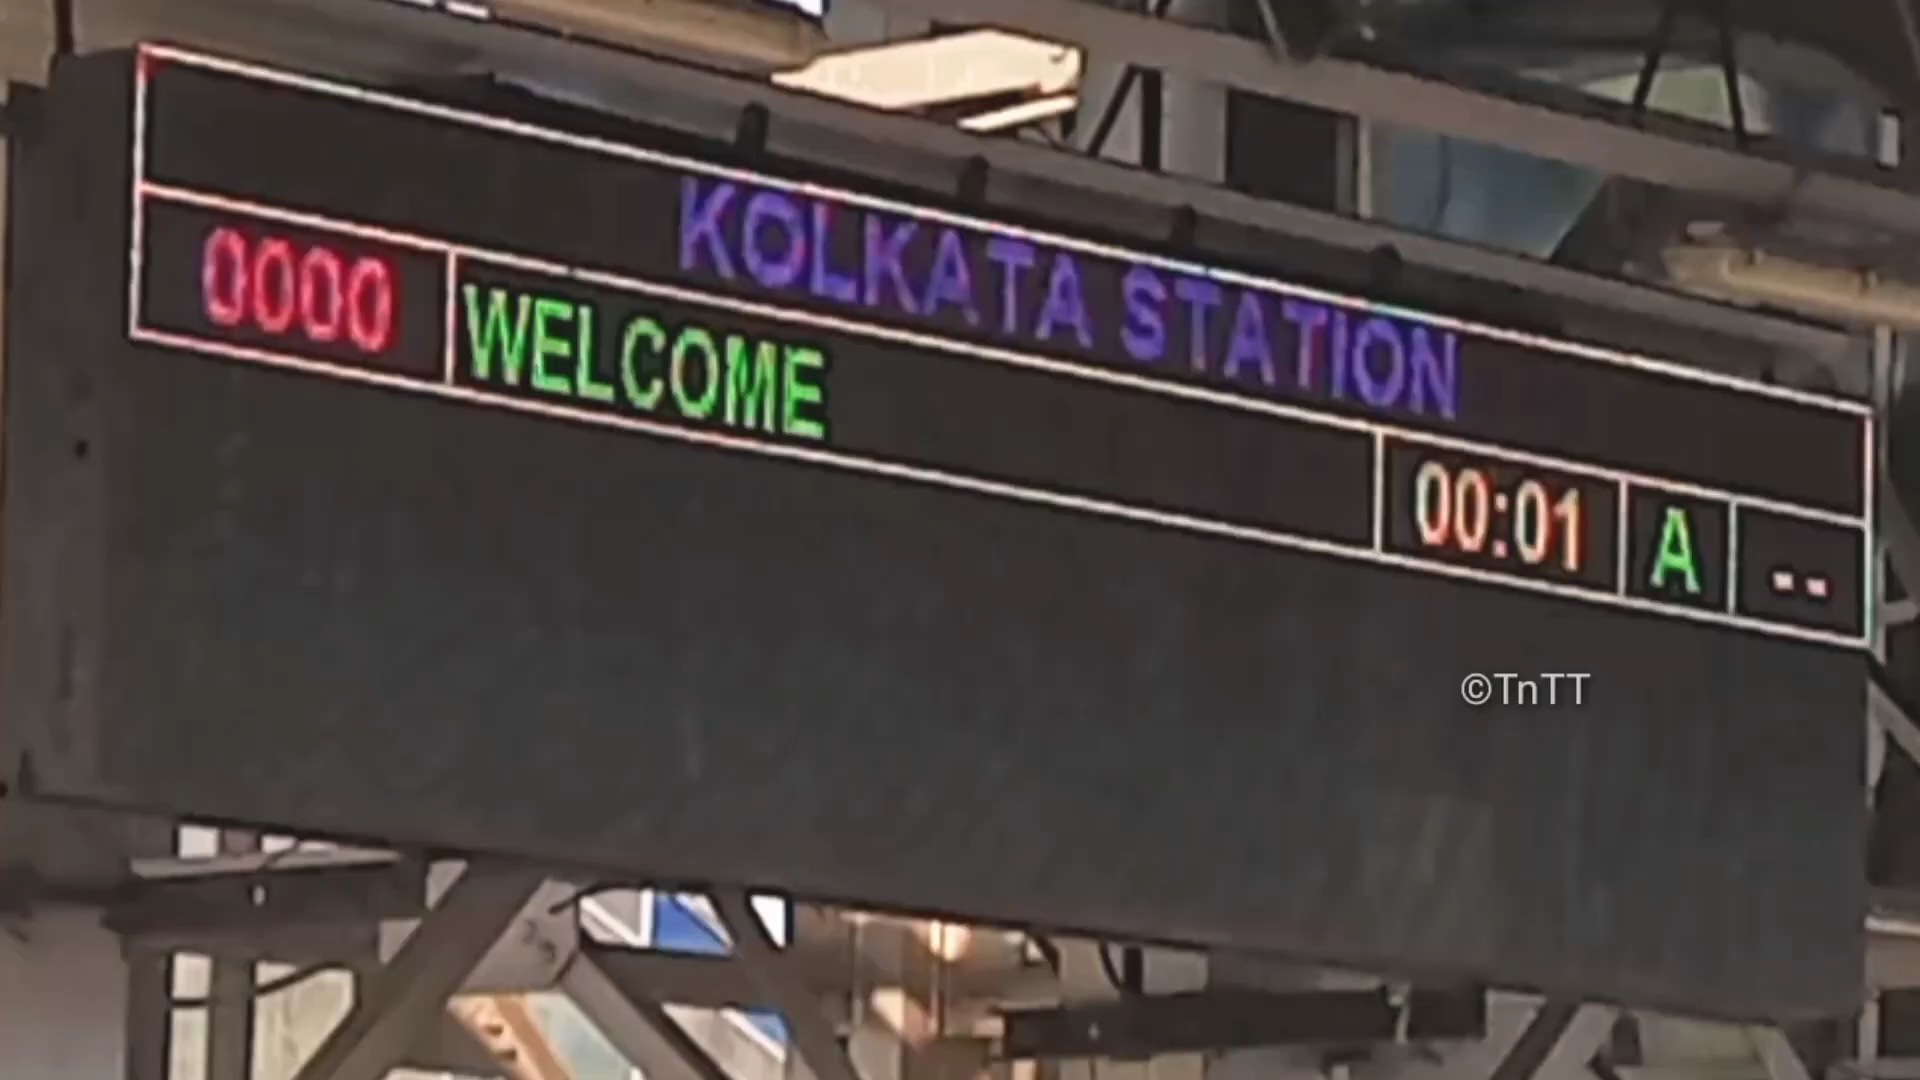 KOLKATA STATION
0000 WELCOME 00:01 A --
©TnTT